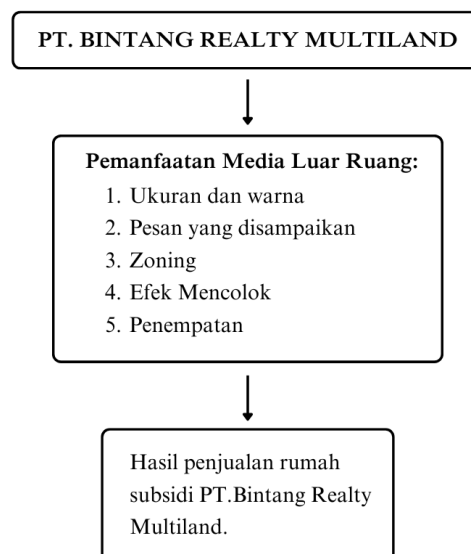 PT. BINTANG REALTY MULTILAND
Pemanfaatan Media Luar Ruang:
1. Ukuran dan warna
2. Pesan yang disampaikan
3. Zoning
4. Efek Mencolok
5. Penempatan
Hasil penjualan rumah
subsidi PT.Bintang Realty
Multiland.